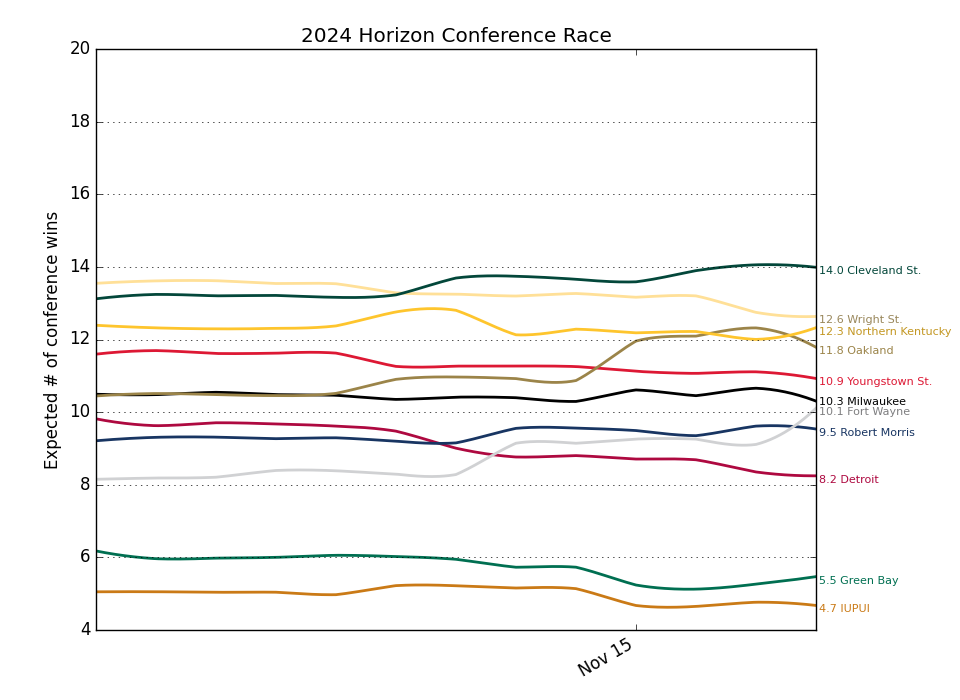 2024 Horizon Conference Race
Expected # of conference wins
20
18
16
14
12
10
8
6
4
14.0 Cleveland St.
12.6 Wright St.
12.3 Northern Kentucky
11.8 Oakland
10.9 Youngstown St.
10.3 Milwaukee
10.1 Fort Wayne
9.5 Robert Morris
8.2 Detroit
5.5 Green Bay
4.7 IUPUI
Nov 15